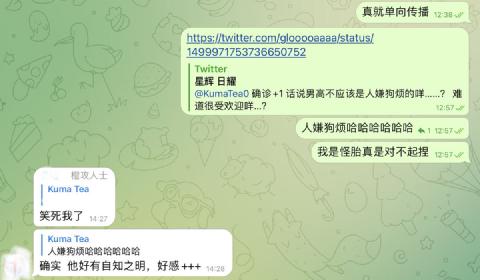 真就单向传播 12:38
https://twitter.com/glooooaaaa/status/
1499971753736650752
Twitter
星辉 日耀
@KumaTea0 确诊+1 话说男高不应该是人嫌狗烦的咩……？ 难
道很受欢迎咩…？ 12:57
人嫌狗烦哈哈哈哈哈哈 1 12:57
我是怪胎真是对不起捏 12:57
橙攻人士
Kuma Tea
笑死我了 14:27
Kuma Tea
人嫌狗烦哈哈哈哈哈哈
确实 他好有自知之明，好感+++ 14:28